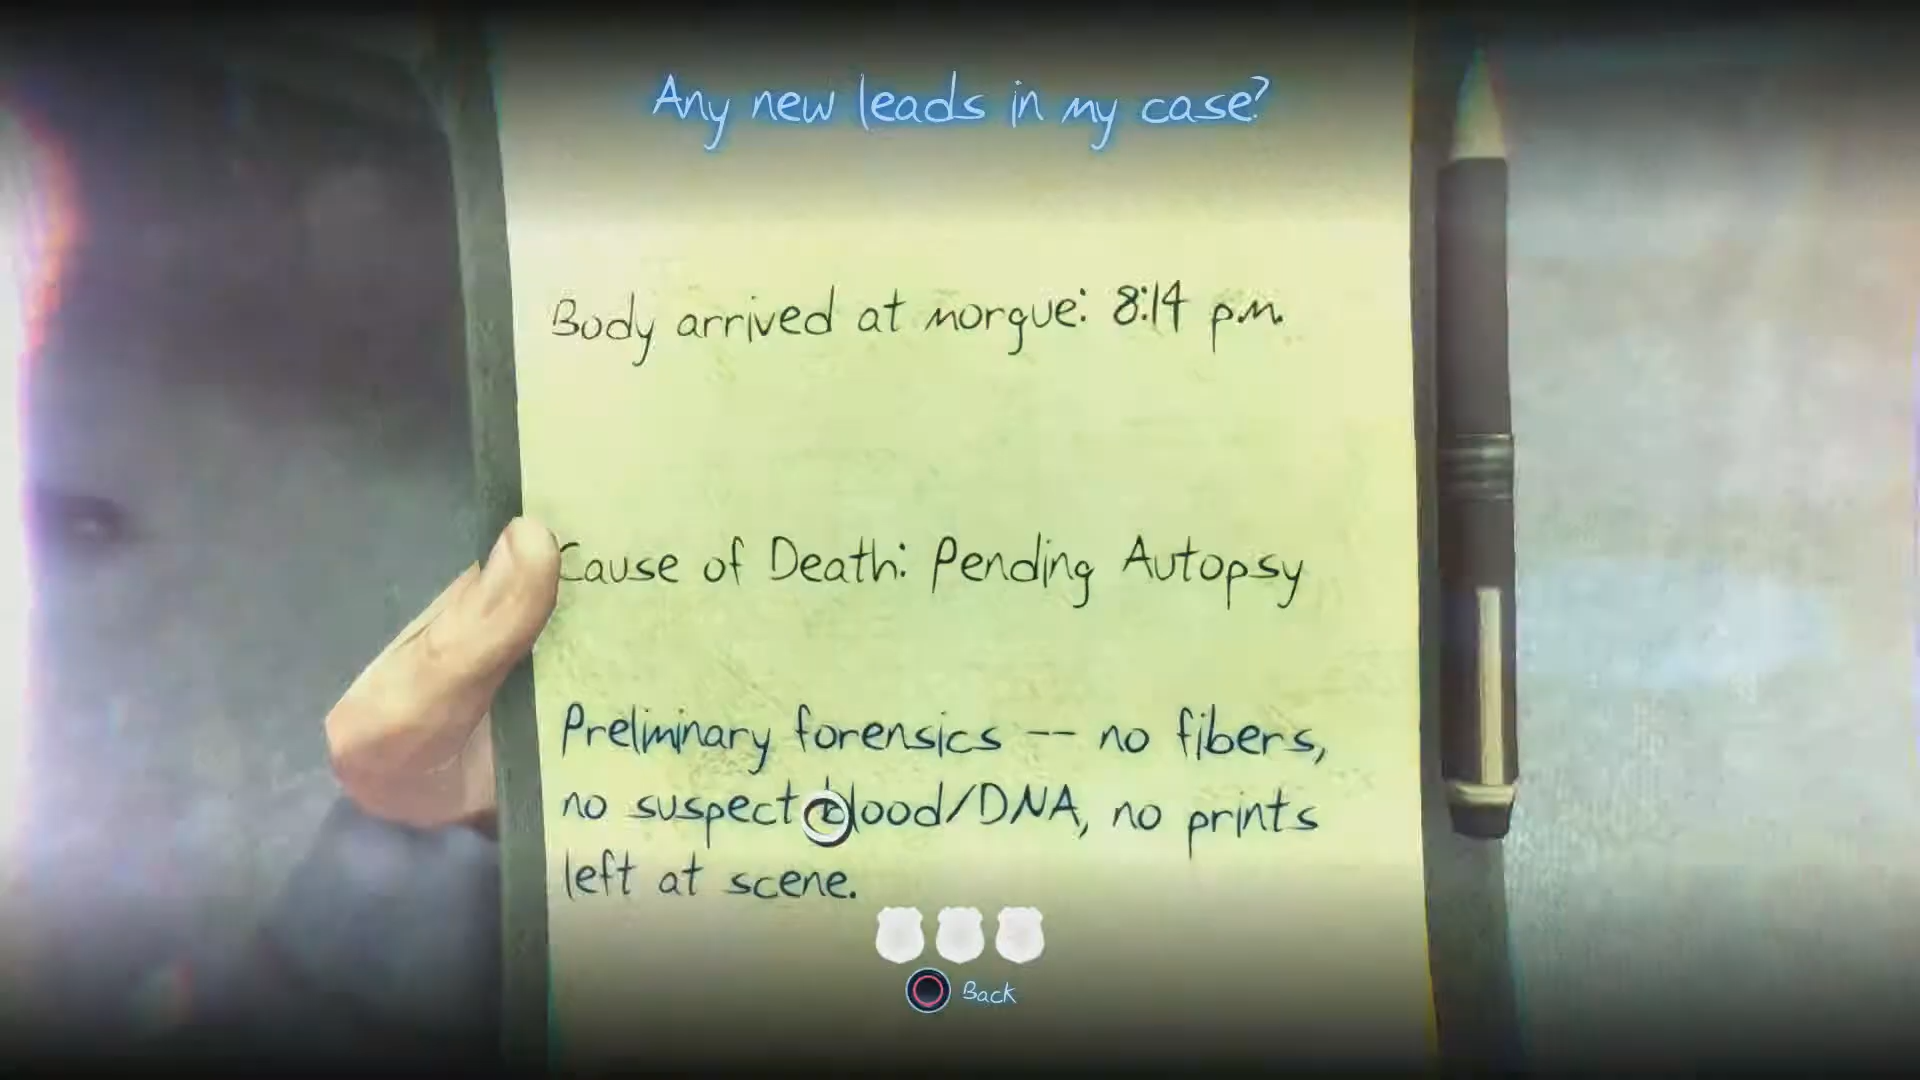 Any new leads in my case?
Body arrived at morgue: 8:14 p.m.
Cause of Death: Pending Autopsy
Preliminary forensics -- no fibers,
no suspect blood/DNA, no prints
left at scene.
Back